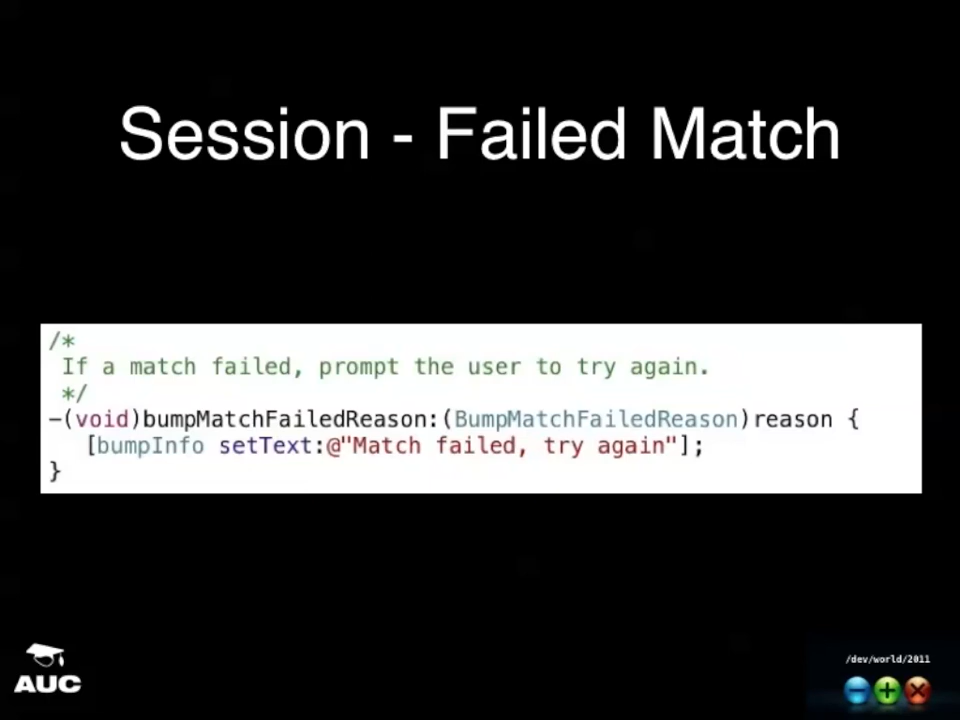 Session - Failed Match
/*
If a match failed, prompt the user to try again.
*/
-(void)bumpMatchFailedReason:(BumpMatchFailedReason)reason {
[bumpInfo setText:@"Match failed, try again"];
}
AUC
/dev/world/2011